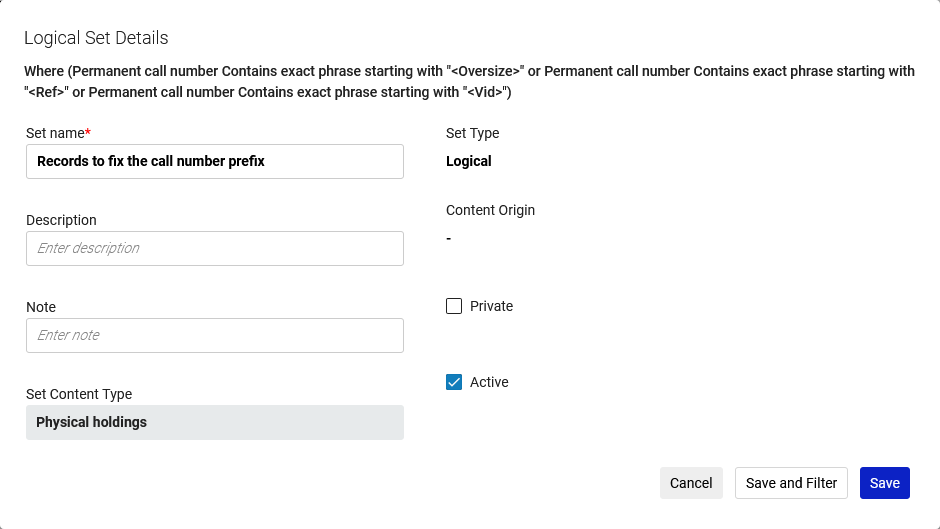 Logical Set Details
Where (Permanent call number Contains exact phrase starting with "<Oversize>" or Permanent call number Contains exact phrase starting with
"<Ref>" or Permanent call number Contains exact phrase starting with "<Vid>")
Set name*
Records to fix the call number prefix
Set Type
Logical
Description
Enter description
Content Origin
-
Note
Enter note
Private
Set Content Type
Physical holdings
Active
Cancel
Save and Filter
Save